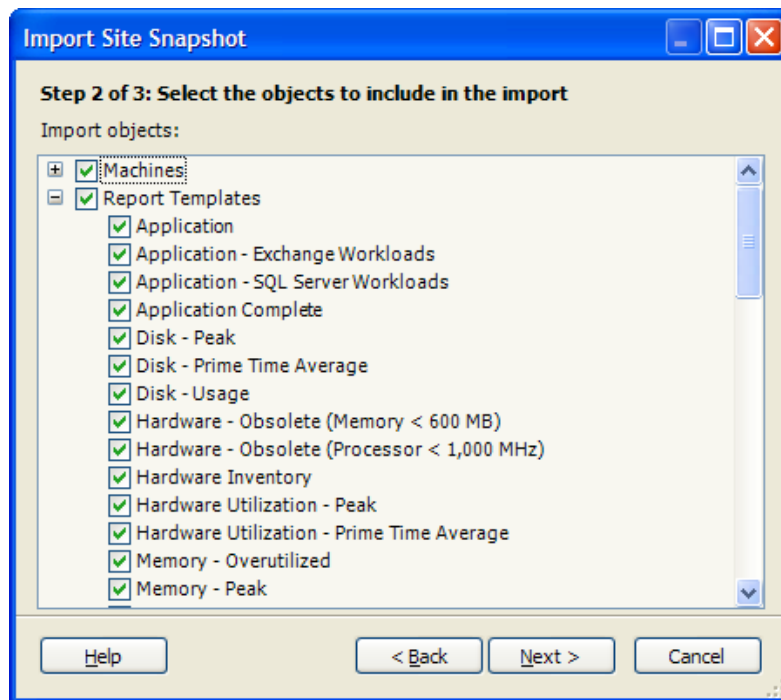 Import Site Snapshot
Step 2 of 3: Select the objects to include in the import
Import objects:
Machines
Report Templates
Application
Application - Exchange Workloads
Application - SQL Server Workloads
Application Complete
Disk - Peak
Disk - Prime Time Average
Disk - Usage
Hardware - Obsolete (Memory < 600 MB)
Hardware - Obsolete (Processor < 1,000 MHz)
Hardware Inventory
Hardware Utilization - Peak
Hardware Utilization - Prime Time Average
Memory - Overutilized
Memory - Peak
Help < Back Next > Cancel